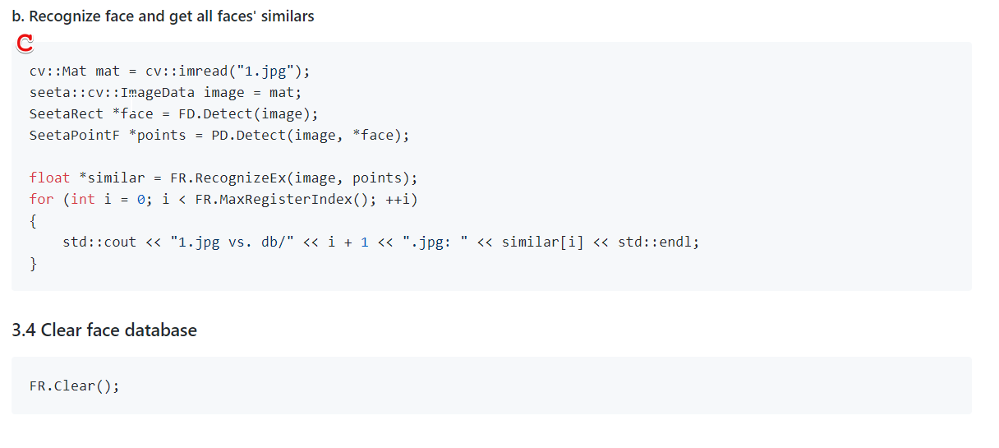 b. Recognize face and get all faces' similars
C
cv::Mat mat = cv::imread("1.jpg");
seeta::cv::ImageData image = mat;
SeetaRect *face = FD.Detect(image);
SeetaPointF *points = PD.Detect(image, *face);
float *similar = FR.RecognizeEx(image, points);
for (int i = 0; i < FR.MaxRegisterIndex(); ++i)
{
    std::cout << "1.jpg vs. db/" << i + 1 << ".jpg: " << similar[i] << std::endl;
}
3.4 Clear face database
FR.Clear();